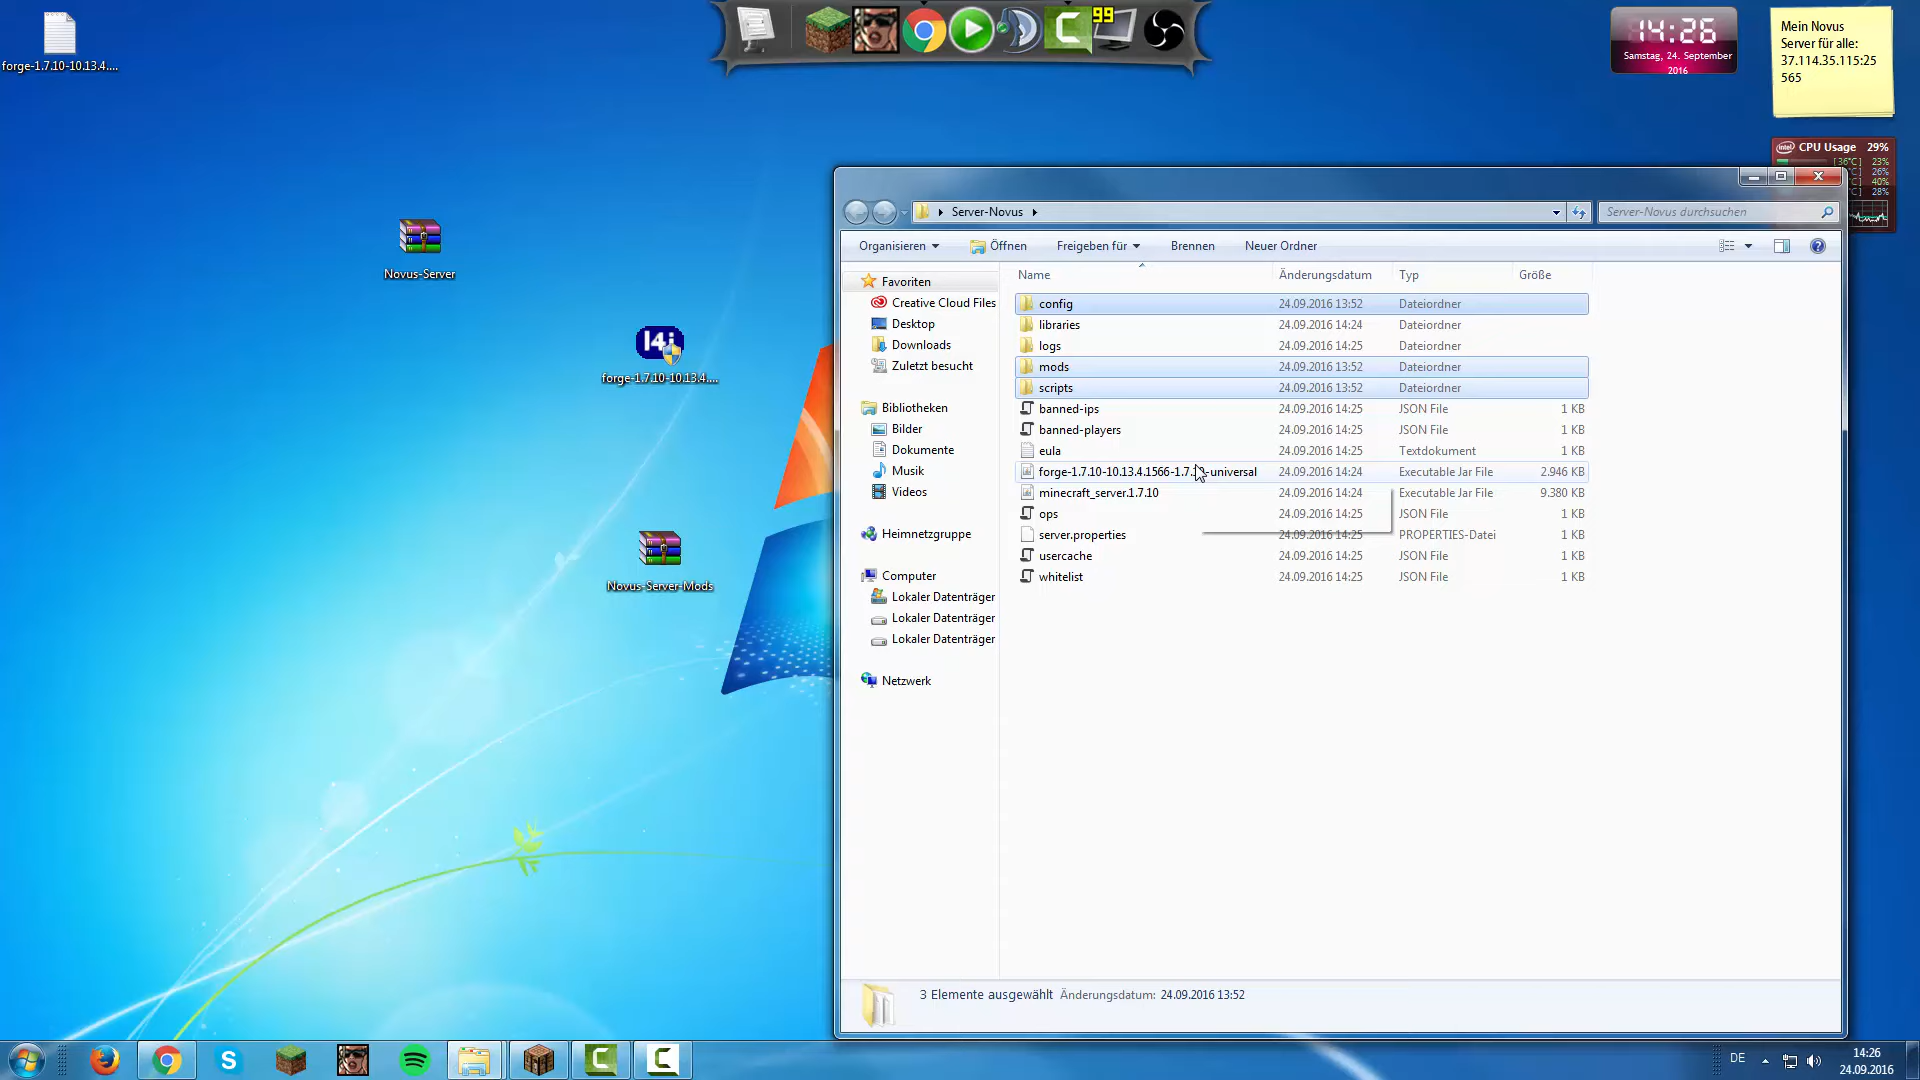 forge-1.7.10-10.13.4....
99
14:26
Samstag, 24. September
2016
Mein Novus
Server für alle:
37.114.35.115:25
565
intel CPU Usage 29%
[36°C] 23%
26%
40%
28%
Novus-Server
forge-1.7.10-10.13.4....
Novus-Server-Mods
Server-Novus
Server-Novus durchsuchen
Organisieren Öffnen Freigeben für Brennen Neuer Ordner
Name Änderungsdatum Typ Größe
Favoriten
Creative Cloud Files
Desktop
Downloads
Zuletzt besucht
Bibliotheken
Bilder
Dokumente
Musik
Videos
Heimnetzgruppe
Computer
Lokaler Datenträger
Lokaler Datenträger
Lokaler Datenträger
Netzwerk
config 24.09.2016 13:52 Dateiordner
libraries 24.09.2016 14:24 Dateiordner
logs 24.09.2016 14:25 Dateiordner
mods 24.09.2016 13:52 Dateiordner
scripts 24.09.2016 13:52 Dateiordner
banned-ips 24.09.2016 14:25 JSON File 1 KB
banned-players 24.09.2016 14:25 JSON File 1 KB
eula 24.09.2016 14:25 Textdokument 1 KB
forge-1.7.10-10.13.4.1566-1.7.10-universal 24.09.2016 14:24 Executable Jar File 2.946 KB
minecraft_server.1.7.10 24.09.2016 14:24 Executable Jar File 9.380 KB
ops 24.09.2016 14:25 JSON File 1 KB
server.properties 24.09.2016 14:25 PROPERTIES-Datei 1 KB
usercache 24.09.2016 14:25 JSON File 1 KB
whitelist 24.09.2016 14:25 JSON File 1 KB
3 Elemente ausgewählt Änderungsdatum: 24.09.2016 13:52
DE
14:26
24.09.2016